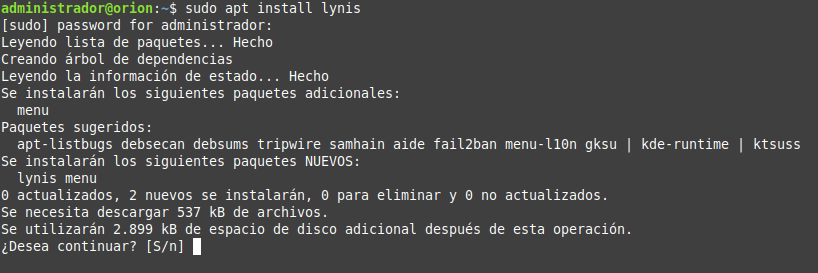 administrador@orion:~$ sudo apt install lynis
[sudo] password for administrador:
Leyendo lista de paquetes... Hecho
Creando árbol de dependencias
Leyendo la información de estado... Hecho
Se instalarán los siguientes paquetes adicionales:
  menu
Paquetes sugeridos:
  apt-listbugs debsecan debsums tripwire samhain aide fail2ban menu-l10n gksu | kde-runtime | ktsuss
Se instalarán los siguientes paquetes NUEVOS:
  lynis menu
0 actualizados, 2 nuevos se instalarán, 0 para eliminar y 0 no actualizados.
Se necesita descargar 537 kB de archivos.
Se utilizarán 2.899 kB de espacio de disco adicional después de esta operación.
¿Desea continuar? [S/n]